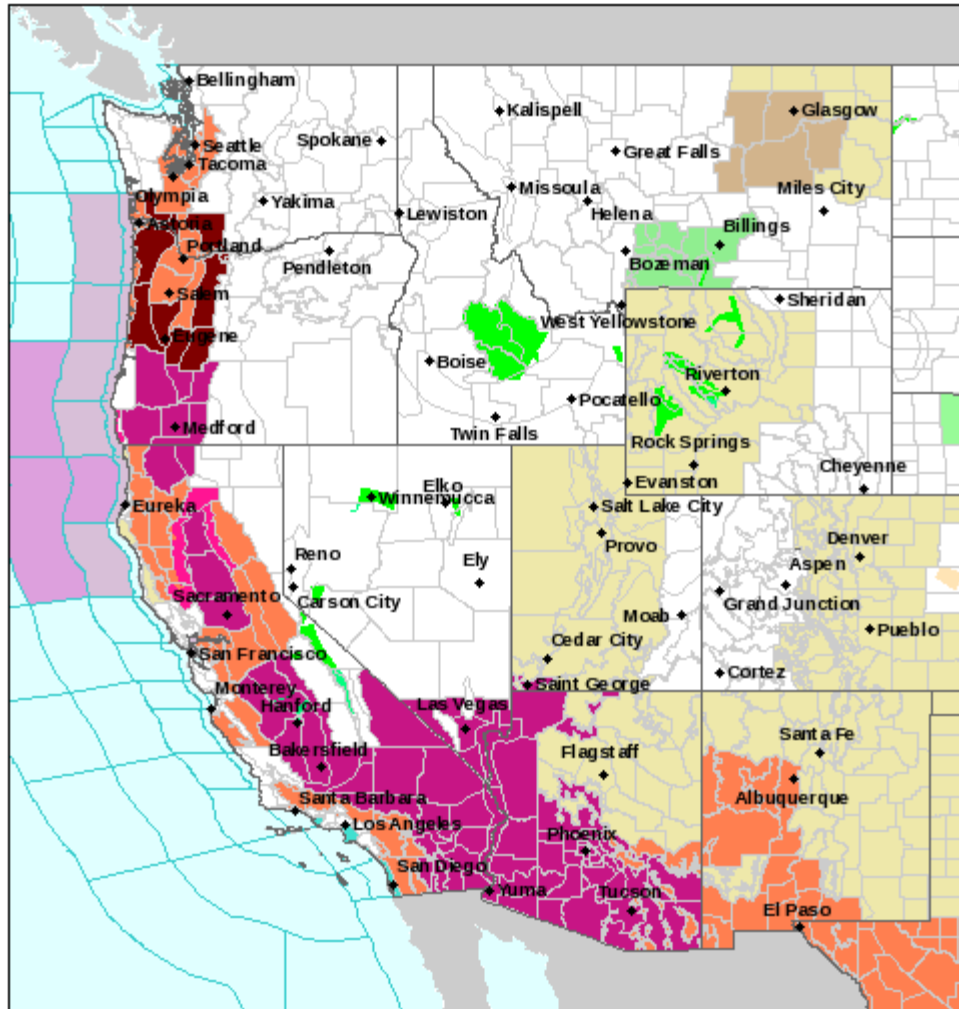 Bellingham
Kalispell
Glasgow
Seattle
Spokane
Great Falls
Tacoma
Missoula
Miles City
Olympia
Yakima
Helena
Lewiston
Astoria
Billings
Portland
Pendleton
Bozeman
Salem
Sheridan
West Yellowstone
Eugene
Boise
Riverton
Pocatello
Medford
Twin Falls
Rock Springs
Cheyenne
Evanston
Elko
Winnemucca
Eureka
Salt Lake City
Provo
Denver
Reno
Ely
Aspen
Sacramento
Carson City
Grand Junction
Moab
Pueblo
Cedar City
San Francisco
Cortez
Saint George
Monterey
Las Vegas
Hanford
Santa Fe
Flagstaff
Bakersfield
Albuquerque
Santa Barbara
Los Angeles
Phoenix
San Diego
Yuma
Tucson
El Paso